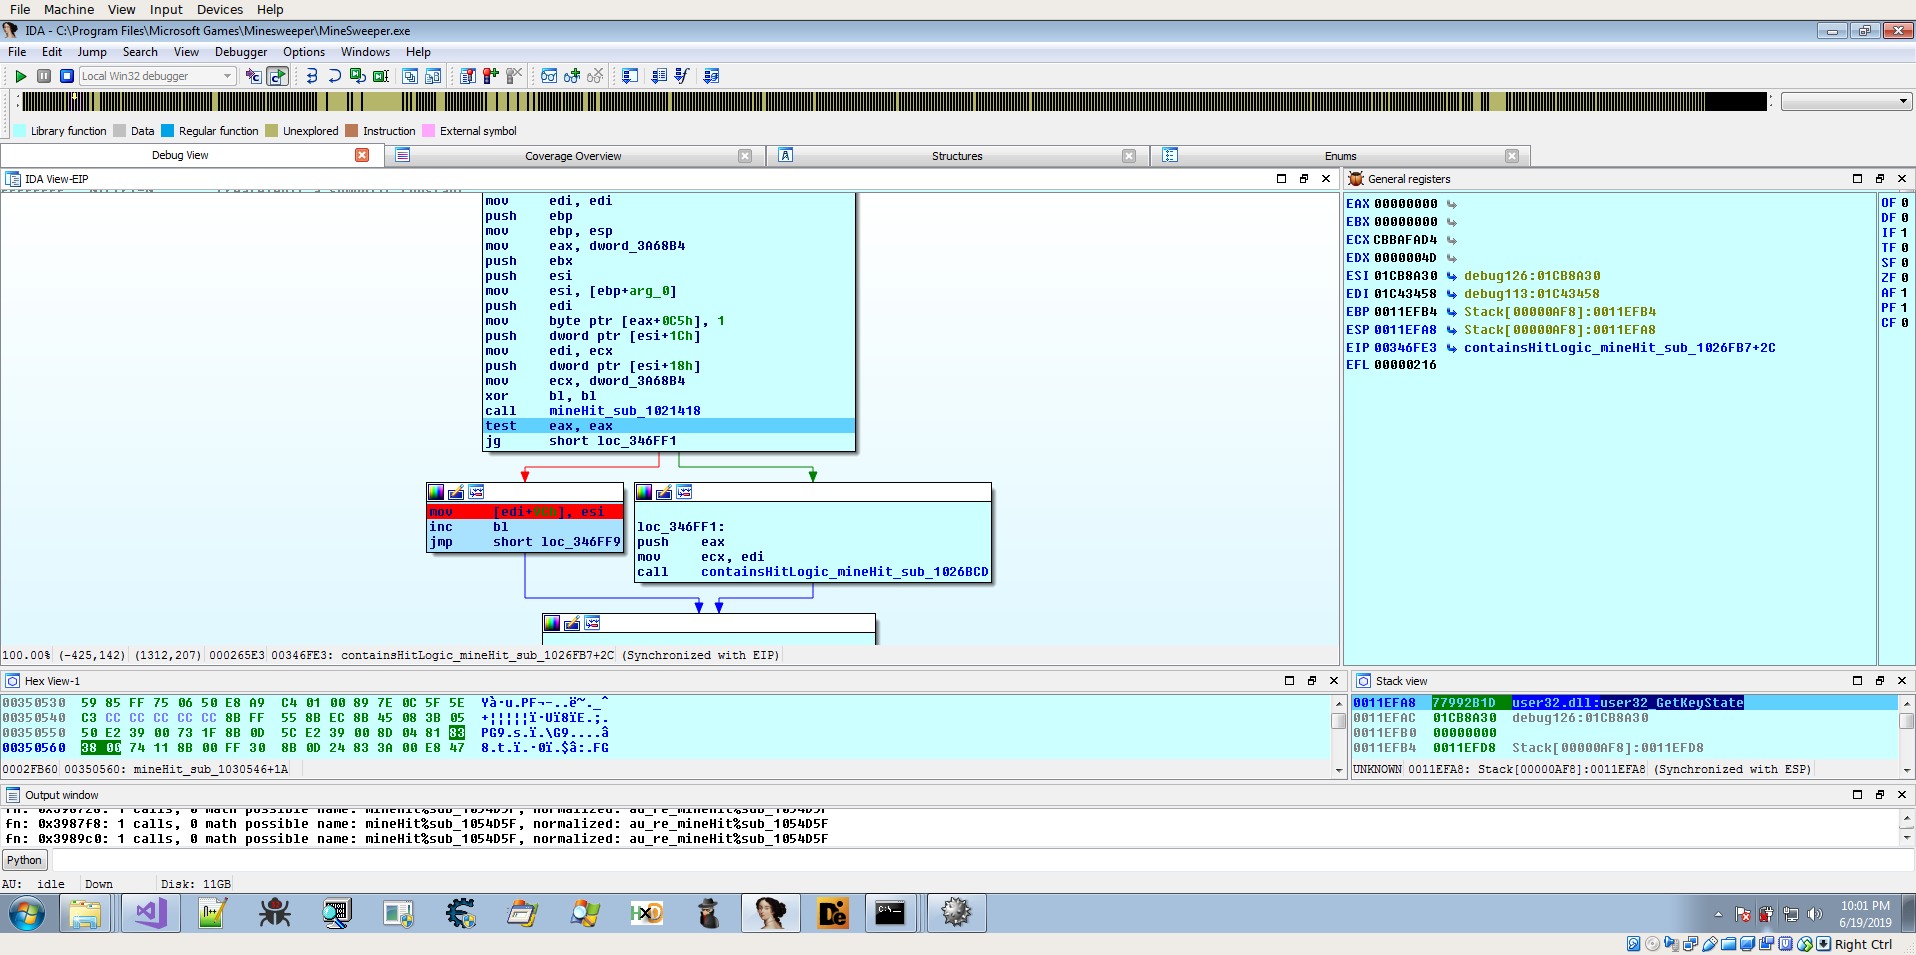 File Machine View Input Devices Help
IDA - C:\Program Files\Microsoft Games\Minesweeper\MineSweeper.exe
File Edit Jump Search View Debugger Options Windows Help
Local Win32 debugger
Library function Data Regular function Unexplored Instruction External symbol
Debug View Coverage Overview Structures Enums
IDA View-EIP
mov edi, edi
push ebp
mov ebp, esp
mov eax, dword_3A68B4
push ebx
push esi
mov esi, [ebp+arg_0]
push edi
mov byte ptr [eax+0C5h], 1
push dword ptr [esi+1Ch]
mov edi, ecx
push dword ptr [esi+18h]
mov ecx, dword_3A68B4
xor bl, bl
call mineHit_sub_1021418
test eax, eax
jg short loc_346FF1
mov [edi+9Ch], esi
inc bl
jmp short loc_346FF9
loc_346FF1:
push eax
mov ecx, edi
call containsHitLogic_mineHit_sub_1026BCD
100.00% (-425,142) (1312,207) 000265E3 00346FE3: containsHitLogic_mineHit_sub_1026FB7+2C (Synchronized with EIP)
General registers
EAX 00000000
EBX 00000000
ECX CBBAFAD4
EDX 0000004D
ESI 01CB8A30 debug126:01CB8A30
EDI 01C43458 debug113:01C43458
EBP 0011EFB4 Stack[00000AF8]:0011EFB4
ESP 0011EFA8 Stack[00000AF8]:0011EFA8
EIP 00346FE3 containsHitLogic_mineHit_sub_1026FB7+2C
EFL 00000216
OF 0
DF 0
IF 1
TF 0
SF 0
ZF 0
AF 1
PF 1
CF 0
Hex View-1
00350530 59 85 FF 75 06 50 E8 A9 C4 01 00 89 7E 0C 5F 5E
00350540 C3 CC CC CC CC CC 8B FF 55 8B EC 8B 45 08 3B 05
00350550 50 E2 39 00 73 1F 8B 0D 5C E2 39 00 8D 04 81 83
00350560 38 00 74 11 8B 00 FF 30 8B 0D 24 83 3A 00 E8 47
0002FB60 00350560: mineHit_sub_1030546+1A
Stack view
0011EFA8 77992B1D user32.dll:user32_GetKeyState
0011EFAC 01CB8A30 debug126:01CB8A30
0011EFB0 00000000
0011EFB4 0011EFD8 Stack[00000AF8]:0011EFD8
UNKNOWN 0011EFA8: Stack[00000AF8]:0011EFA8 (Synchronized with ESP)
Output window
fn: 0x3987f8: 1 calls, 0 math possible name: mineHit%sub_1054D5F, normalized: au_re_mineHit%sub_1054D5F
fn: 0x3989c0: 1 calls, 0 math possible name: mineHit%sub_1054D5F, normalized: au_re_mineHit%sub_1054D5F
Python
AU: idle Down Disk: 11GB
10:01 PM
6/19/2019
Right Ctrl